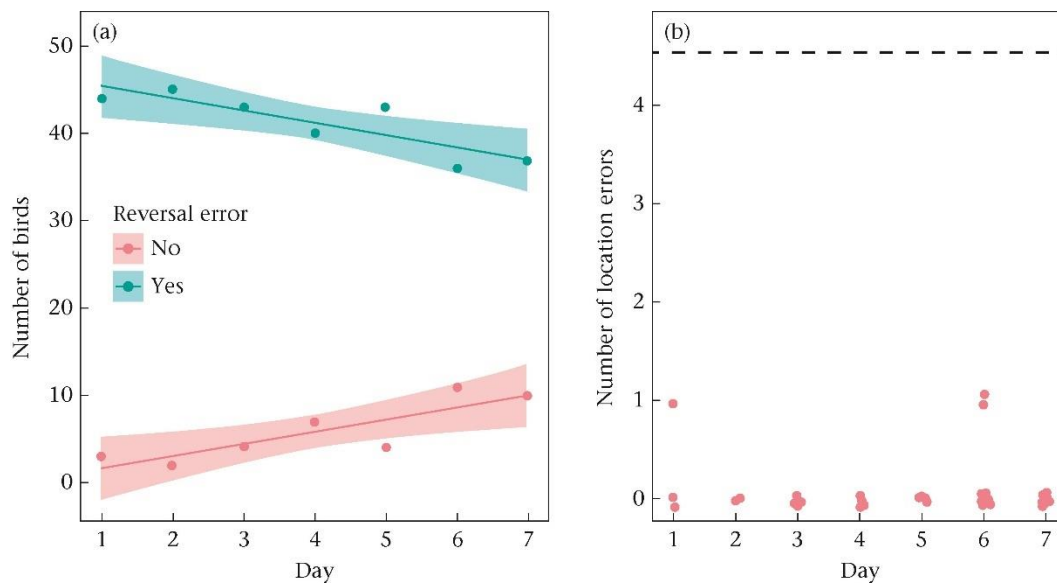 (a)
50
40
30
20
10
0
Number of birds
Reversal error
No
Yes
1 2 3 4 5 6 7
Day
(b)
4
3
2
1
0
Number of location errors
1 2 3 4 5 6 7
Day